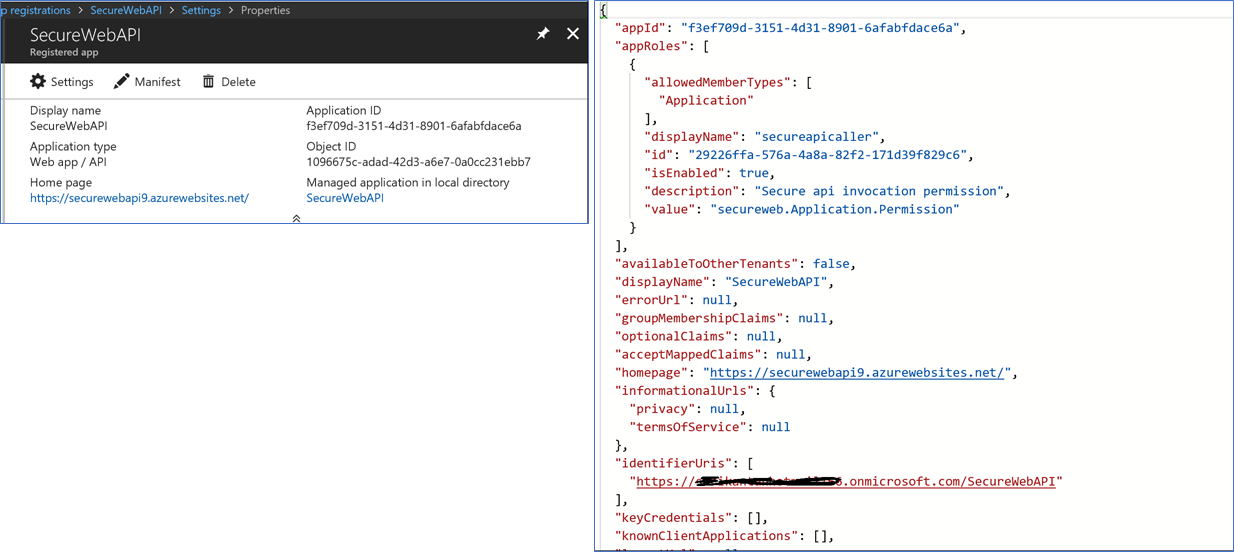 p registrations > SecureWebAPI > Settings > Properties
SecureWebAPI
Registered app
Settings Manifest Delete
Display name
SecureWebAPI
Application ID
f3ef709d-3151-4d31-8901-6afabfdace6a
Application type
Web app / API
Object ID
1096675c-adad-42d3-a6e7-0a0cc231ebb7
Home page
https://securewebapi9.azurewebsites.net/
Managed application in local directory
SecureWebAPI
{
"appId": "f3ef709d-3151-4d31-8901-6afabfdace6a",
"appRoles": [
{
"allowedMemberTypes": [
"Application"
],
"displayName": "secureapicaller",
"id": "29226ffa-576a-4a8a-82f2-171d39f829c6",
"isEnabled": true,
"description": "Secure api invocation permission",
"value": "secureweb.Application.Permission"
}
],
"availableToOtherTenants": false,
"displayName": "SecureWebAPI",
"errorUrl": null,
"groupMembershipClaims": null,
"optionalClaims": null,
"acceptMappedClaims": null,
"homepage": "https://securewebapi9.azurewebsites.net/",
"informationalUrls": {
"privacy": null,
"termsOfService": null
},
"identifierUris": [
"https:// .onmicrosoft.com/SecureWebAPI"
],
"keyCredentials": [],
"knownClientApplications": [],